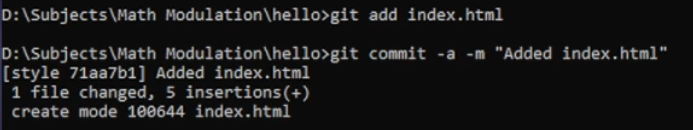 D:\Subjects\Math Modulation\hello>git add index.html
D:\Subjects\Math Modulation\hello>git commit -a -m "Added index.html"
[style 71aa7b1] Added index.html
1 file changed, 5 insertions(+)
create mode 100644 index.html